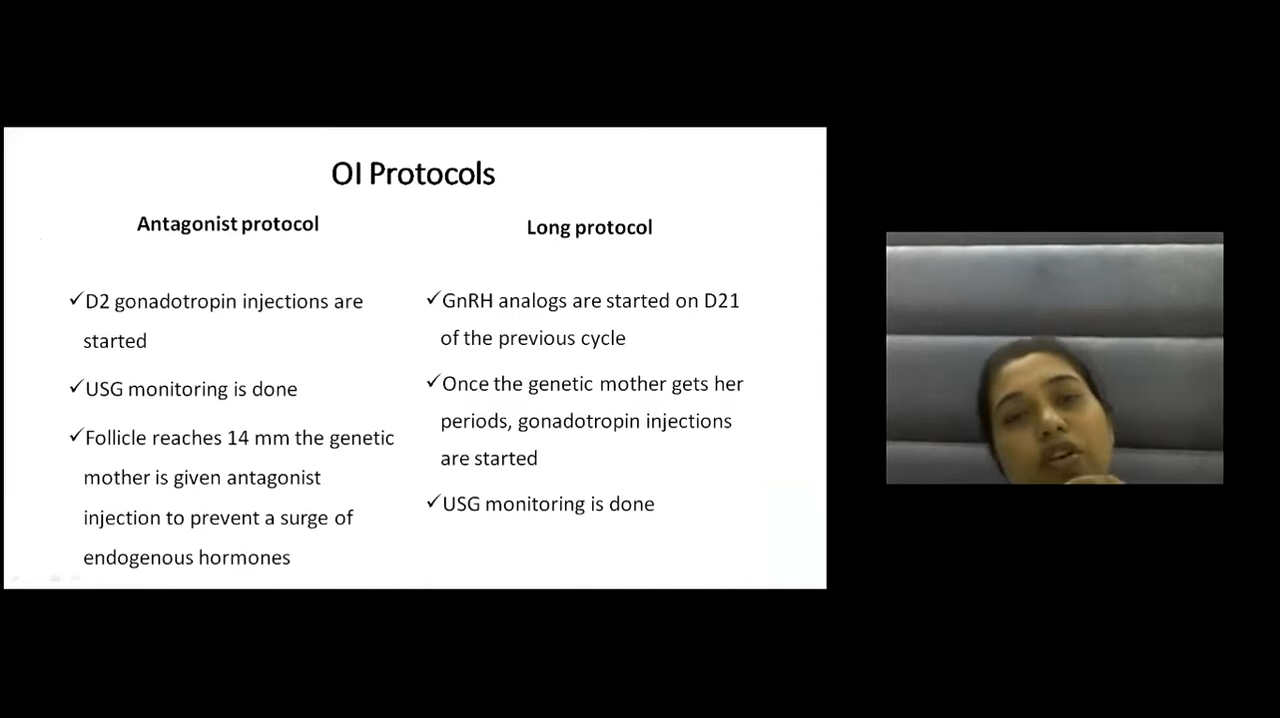 OI Protocols
Antagonist protocol
✓D2 gonadotropin injections are
started
✓USG monitoring is done
✓Follicle reaches 14 mm the genetic
mother is given antagonist
injection to prevent a surge of
endogenous hormones
Long protocol
✓GnRH analogs are started on D21
of the previous cycle
✓Once the genetic mother gets her
periods, gonadotropin injections
are started
✓USG monitoring is done